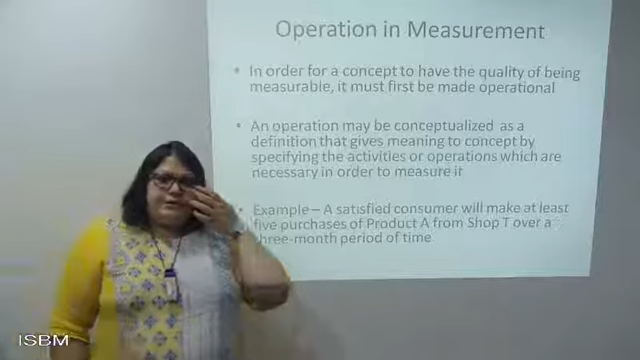 Operation in Measurement
• In order for a concept to have the quality of being
measurable, it must first be made operational
• An operation may be conceptualized as a
definition that gives meaning to concept by
specifying the activities or operations which are
necessary in order to measure it
Example – A satisfied consumer will make at least
five purchases of Product A from Shop T over a
three-month period of time
ISBM